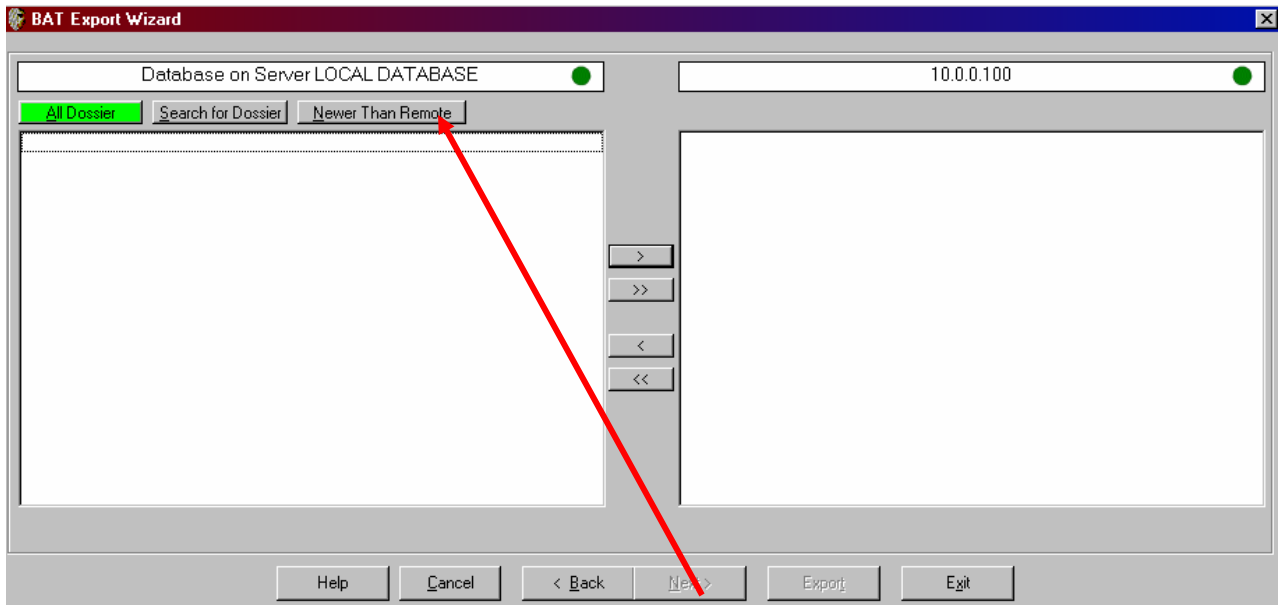 BAT Export Wizard
Database on Server LOCAL DATABASE
10.0.0.100
All Dossier
Search for Dossier
Newer Than Remote
>
>>
<
<<
Help
Cancel
< Back
Next >
Export
Exit